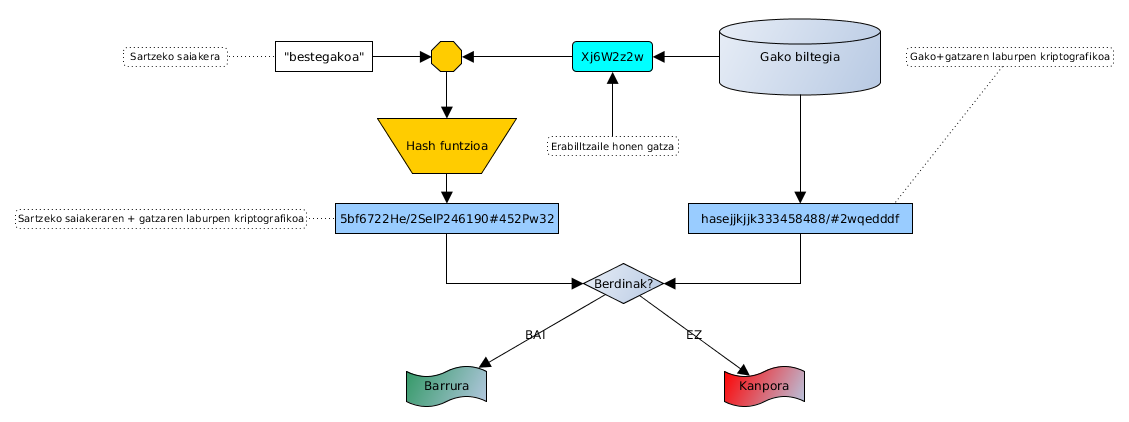 Sartzeko saiakera
"bestegakoa"
Xj6W2z2w
Gako biltegia
Gako+gatzaren laburpen kriptografikoa
Hash funtzioa
Erabilltzaile honen gatza
Sartzeko saiakeraren + gatzaren laburpen kriptografikoa
5bf6722He/2SelP246190#452Pw32
hasejjkjjk333458488/#2wqedddf
Berdinak?
BAI
EZ
Barrura
Kanpora